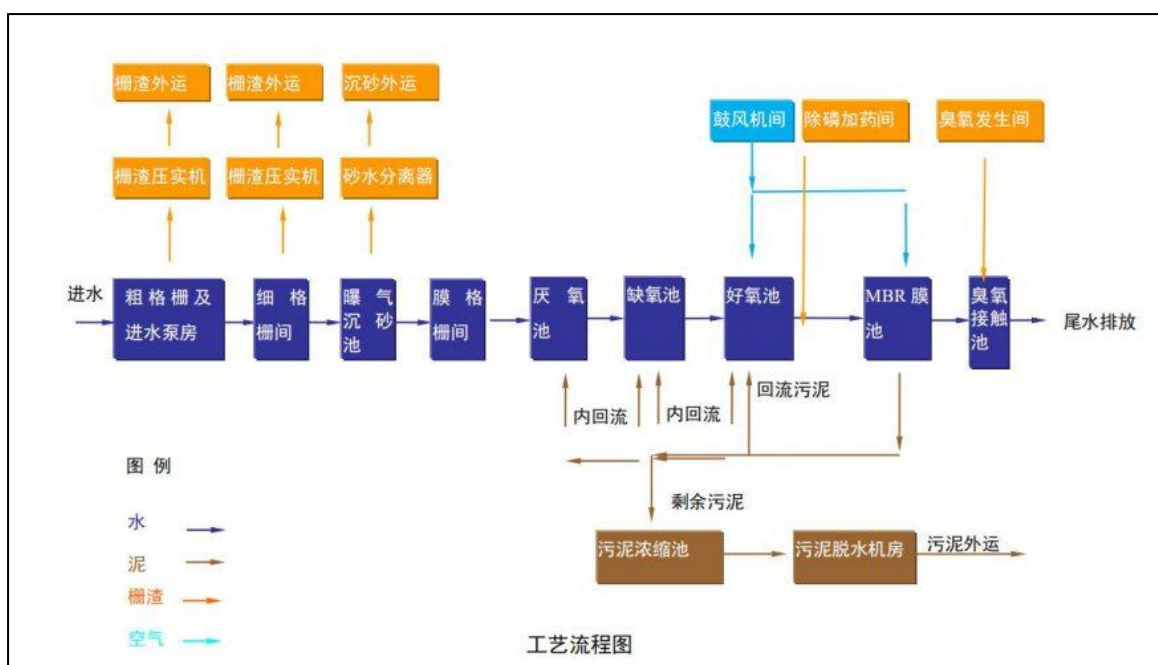 栅渣外运
栅渣外运
沉砂外运
鼓风机间
除磷加药间
臭氧发生间
栅渣压实机
栅渣压实机
砂水分离器
进水
粗格栅及
进水泵房
细格
栅间
曝气
沉砂
池
膜格
栅间
厌氧
池
缺氧池
好氧池
MBR膜
池
臭氧
接触
池
尾水排放
内回流
内回流
回流污泥
剩余污泥
图例
水
泥
栅渣
空气
污泥浓缩池
污泥脱水机房
污泥外运
工艺流程图